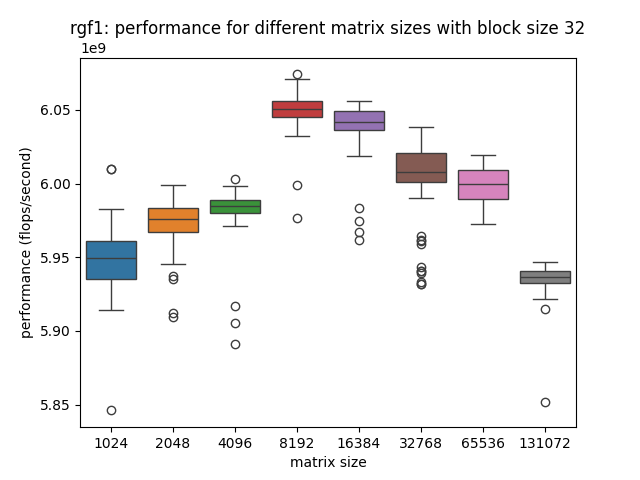 rgf1: performance for different matrix sizes with block size 32
1e9
6.05
6.00
5.95
5.90
5.85
performance (flops/second)
1024 2048 4096 8192 16384 32768 65536 131072
matrix size